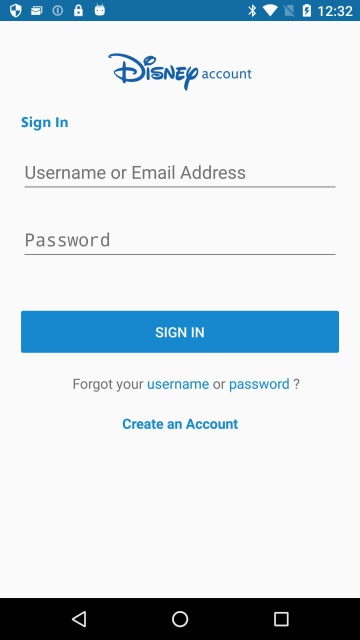 12:32
Disney account
Sign In
Username or Email Address
Password
SIGN IN
Forgot your username or password ?
Create an Account